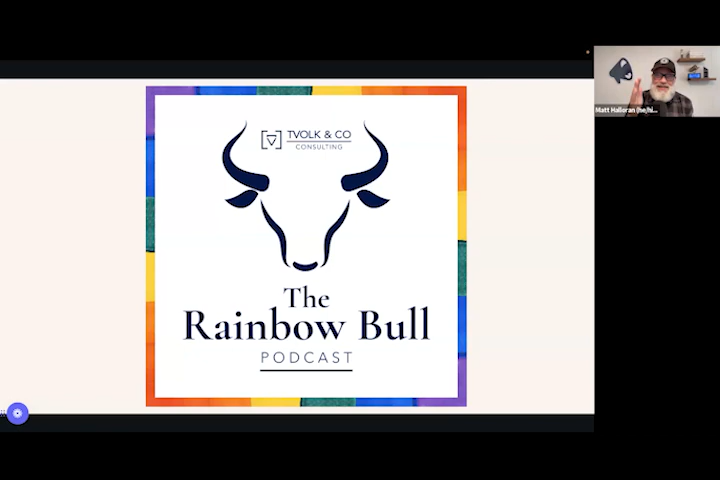 TVOLK & CO
CONSULTING
The
Rainbow Bull
PODCAST
Matt Halloran (he/hi...